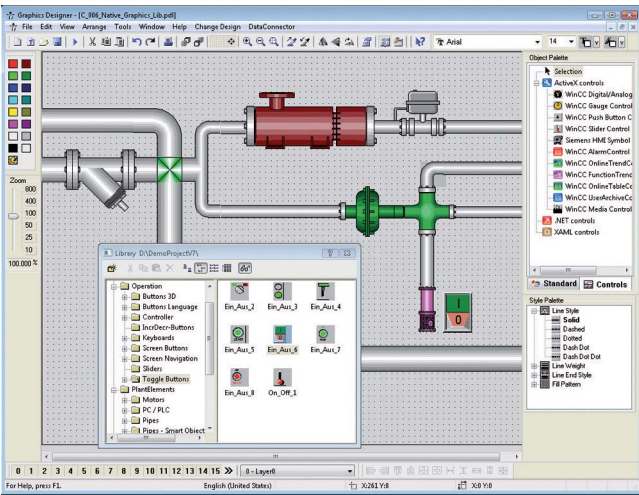 Graphics Designer - [C_006_Native_Graphics_Lib.pdl]
File Edit View Arrange Tools Window Help Change Design DataConnector
Arial 14
Zoom
800
400
200
100
50
25
10
100.000 %
Object Palette
Selection
ActiveX controls
WinCC Digital/Analog
WinCC Gauge Control
WinCC Push Button C
WinCC Slider Control
Siemens HMI Symbol
WinCC AlarmControl
WinCC OnlineTrendCo
WinCC FunctionTrenc
WinCC OnlineTableCo
WinCC UserArchiveCo
WinCC Media Control
.NET controls
XAML controls
Standard Controls
Style Palette
Line Style
Solid
Dashed
Dotted
Dash Dot
Dash Dot Dot
Line Weight
Line End Style
Fill Pattern
Library D:\DemoProjectV7\
Operation
Buttons 3D
Buttons Language
Controller
IncrDecr-Buttons
Keyboards
Screen Buttons
Screen Navigation
Sliders
Toggle Buttons
PlantElements
Motors
PC / PLC
Pipes
Pipes - Smart Object
Ein_Aus_2 Ein_Aus_3 Ein_Aus_4
Ein_Aus_5 Ein_Aus_6 Ein_Aus_7
Ein_Aus_8 On_Off_1
I
0
0 1 2 3 4 5 6 7 8 9 10 11 12 13 14 15 0 - Layer0
For Help, press F1. English (United States) X:261 Y:8 X:0 Y:0